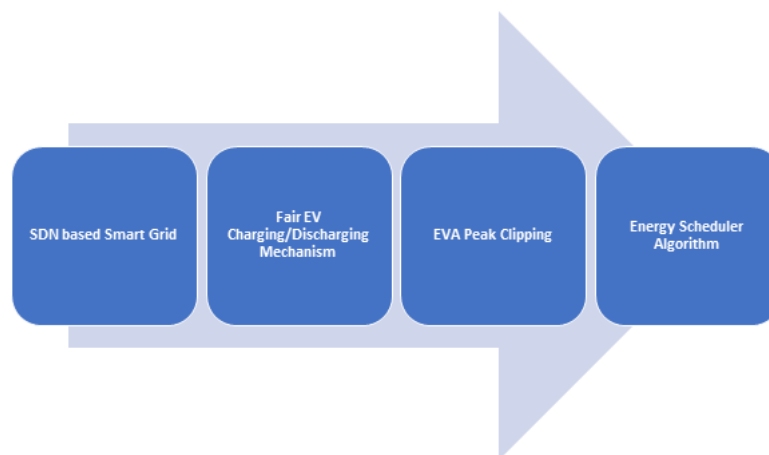 SDN based Smart Grid
Fair EV
Charging/Discharging
Mechanism
EVA Peak Clipping
Energy Scheduler
Algorithm